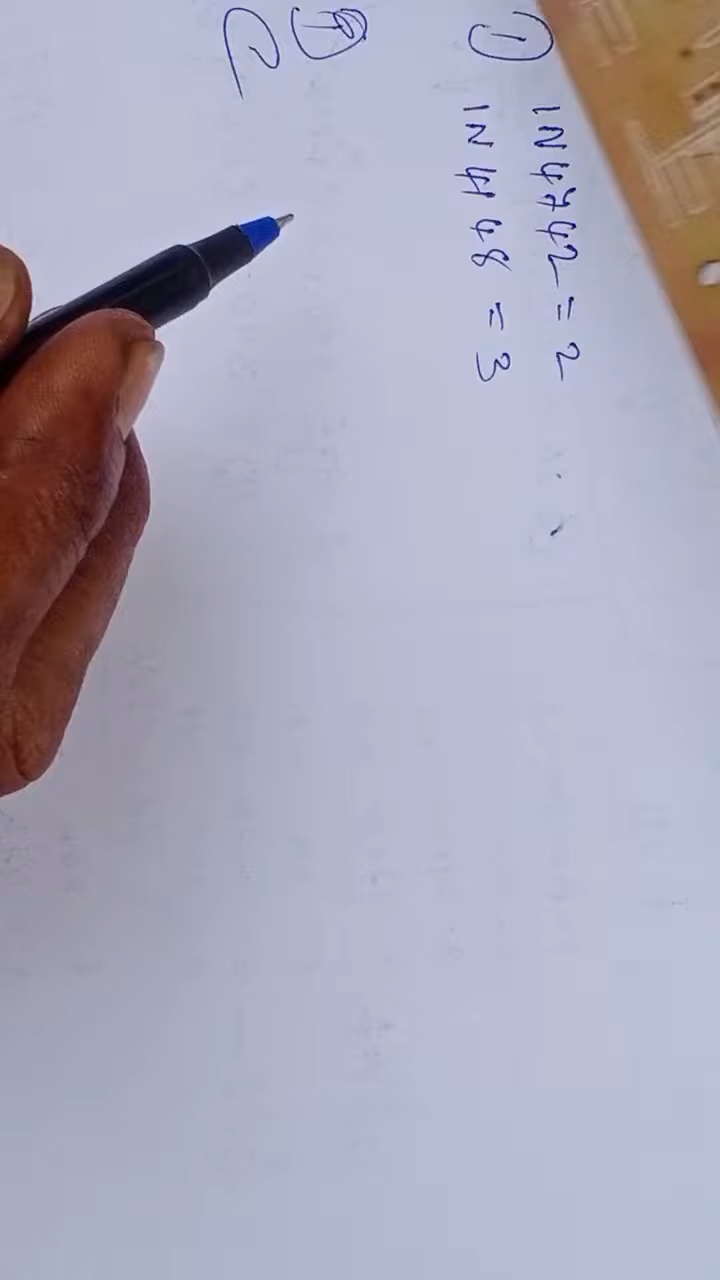 1)
1N4742 = 2
1N4148 = 3